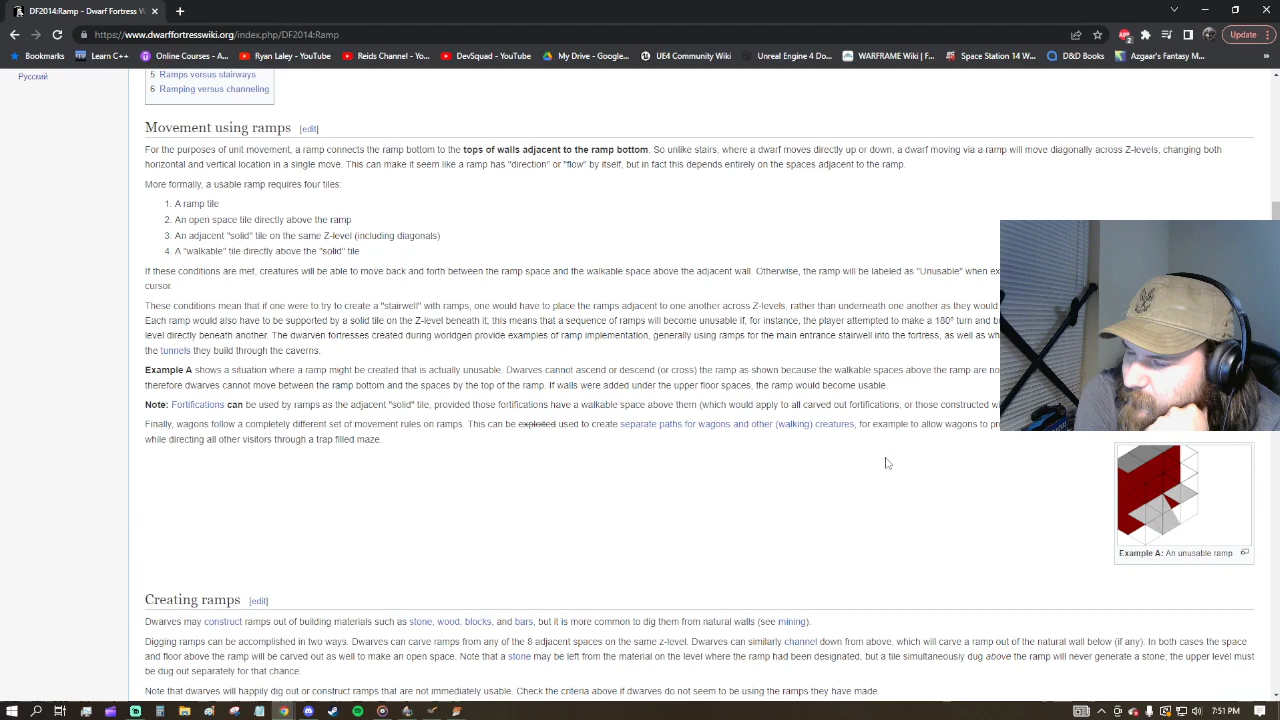 DF2014:Ramp - Dwarf Fortress W
https://www.dwarffortresswiki.org/index.php/DF2014:Ramp
Update
Bookmarks
Learn C++
Online Courses - A...
Ryan Laley - YouTube
Reids Channel - Yo...
DevSquad - YouTube
My Drive - Google...
UE4 Community Wiki
Unreal Engine 4 Do...
WARFRAME Wiki | F...
Space Station 14 W...
D&D Books
Azgaar's Fantasy M...
Русский
5 Ramps versus stairways
6 Ramping versus channeling
Movement using ramps [edit]
For the purposes of unit movement, a ramp connects the ramp bottom to the tops of walls adjacent to the ramp bottom. So unlike stairs, where a dwarf moves directly up or down, a dwarf moving via a ramp will move diagonally across Z-levels, changing both
horizontal and vertical location in a single move. This can make it seem like a ramp has "direction" or "flow" by itself, but in fact this depends entirely on the spaces adjacent to the ramp.
More formally, a usable ramp requires four tiles:
1. A ramp tile
2. An open space tile directly above the ramp
3. An adjacent "solid" tile on the same Z-level (including diagonals)
4. A "walkable" tile directly above the "solid" tile
If these conditions are met, creatures will be able to move back and forth between the ramp space and the walkable space above the adjacent wall. Otherwise, the ramp will be labeled as "Unusable" when ex
cursor.
These conditions mean that if one were to try to create a "stairwell" with ramps, one would have to place the ramps adjacent to one another across Z-levels, rather than underneath one another as they would
Each ramp would also have to be supported by a solid tile on the Z-level beneath it; this means that a sequence of ramps will become unusable if, for instance, the player attempted to make a 180° turn and b
level directly beneath another. The dwarven fortresses created during worldgen provide examples of ramp implementation, generally using ramps for the main entrance stairwell into the fortress, as well as wh
the tunnels they build through the caverns.
Example A shows a situation where a ramp might be created that is actually unusable. Dwarves cannot ascend or descend (or cross) the ramp as shown because the walkable spaces above the ramp are no
therefore dwarves cannot move between the ramp bottom and the spaces by the top of the ramp. If walls were added under the upper floor spaces, the ramp would become usable.
Note: Fortifications can be used by ramps as the adjacent "solid" tile, provided those fortifications have a walkable space above them (which would apply to all carved out fortifications, or those constructed w
Finally, wagons follow a completely different set of movement rules on ramps. This can be exploited used to create separate paths for wagons and other (walking) creatures, for example to allow wagons to pr
while directing all other visitors through a trap filled maze.
Example A: An unusable ramp
Creating ramps [edit]
Dwarves may construct ramps out of building materials such as stone, wood, blocks, and bars, but it is more common to dig them from natural walls (see mining).
Digging ramps can be accomplished in two ways. Dwarves can carve ramps from any of the 8 adjacent spaces on the same z-level. Dwarves can similarly channel down from above, which will carve a ramp out of the natural wall below (if any). In both cases the space
and floor above the ramp will be carved out as well to make an open space. Note that a stone may be left from the material on the level where the ramp had been designated, but a tile simultaneously dug above the ramp will never generate a stone; the upper level must
be dug out separately for that chance.
Note that dwarves will happily dig out or construct ramps that are not immediately usable. Check the criteria above if dwarves do not seem to be using the ramps they have made.
7:51 PM